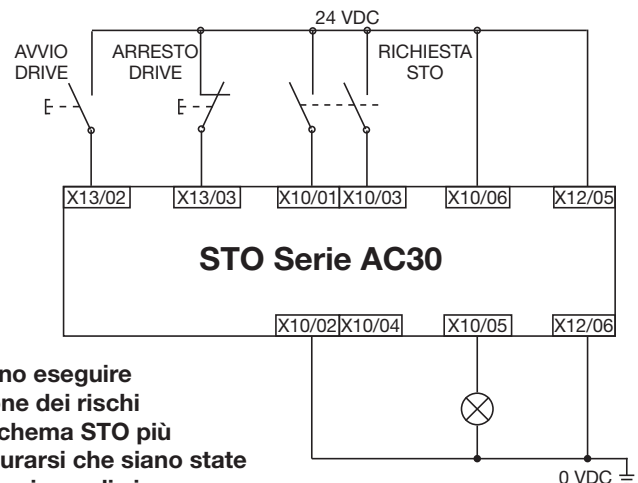 24 VDC
AVVIO
DRIVE
ARRESTO
DRIVE
RICHIESTA
STO
X13/02 X13/03 X10/01 X10/03 X10/06 X12/05
STO Serie AC30
X10/02 X10/04 X10/05 X12/06
no eseguire
one dei rischi
chema STO più
urarsi che siano state
0 VDC